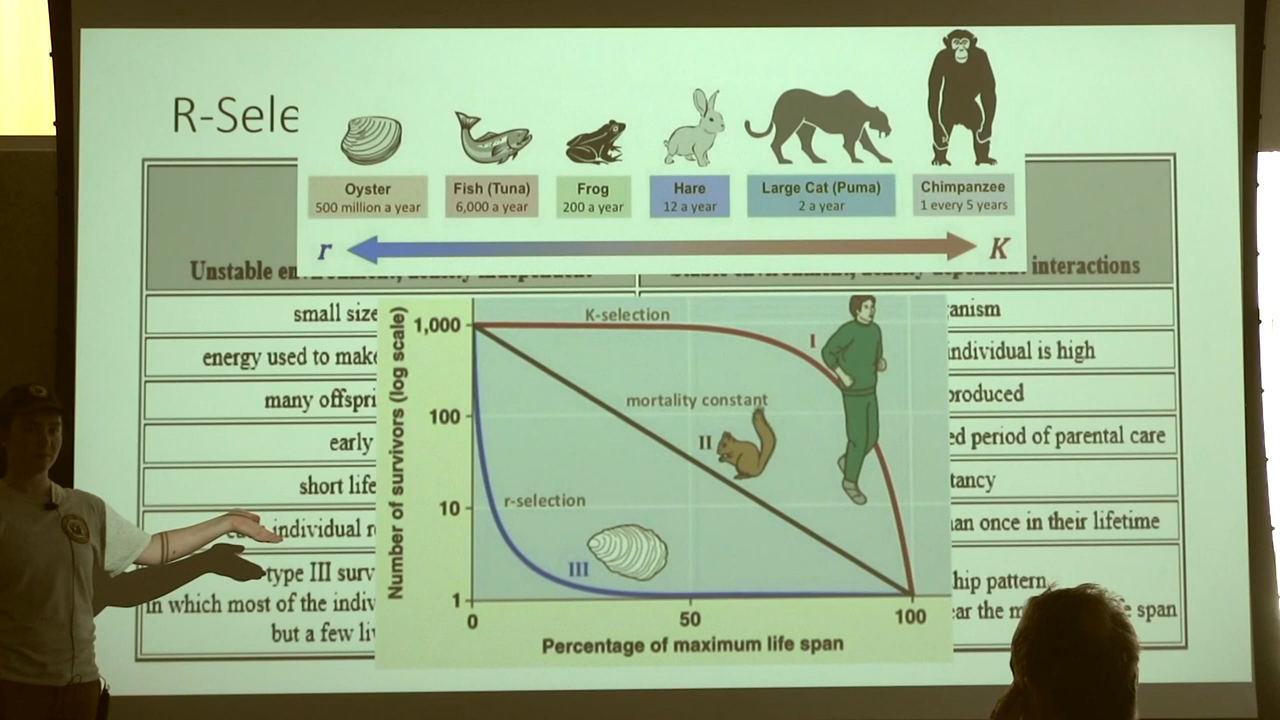 R-Sele
Oyster
500 million a year
Fish (Tuna)
6,000 a year
Frog
200 a year
Hare
12 a year
Large Cat (Puma)
2 a year
Chimpanzee
1 every 5 years
r
K
Unstable
interactions
small size
anism
energy used to make
individual is high
many offspri
produced
early
ed period of parental care
short life
tancy
individual r
an once in their lifetime
type III surv
in which most of the indiv
but a few li
hip pattern
span
Number of survivors (log scale)
1,000
100
10
1
K-selection
I
mortality constant
II
r-selection
III
0
50
100
Percentage of maximum life span